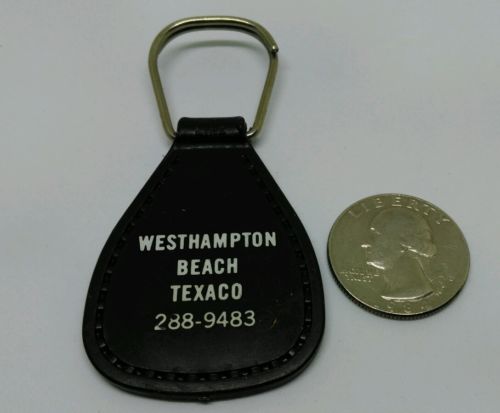 WESTHAMPTON
BEACH
TEXACO
288-9483
LIBERTY